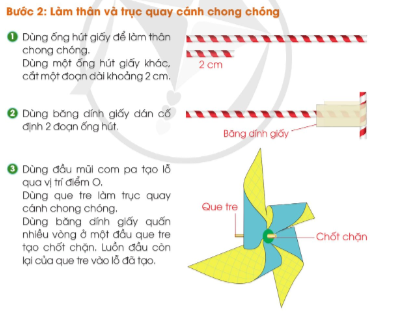 Bước 2: Làm thân và trục quay cánh chong chóng
1 Dùng ống hút giấy để làm thân
chong chóng.
Dùng một ống hút giấy khác,
cắt một đoạn dài khoảng 2 cm.
2 cm
2 Dùng băng dính giấy dán cố
định 2 đoạn ống hút.
Băng dính giấy
3 Dùng đầu mũi com pa tạo lỗ
qua vị trí điểm O.
Dùng que tre làm trục quay
cánh chong chóng.
Dùng băng dính giấy quấn
nhiều vòng ở một đầu que tre
tạo chốt chặn. Luồn đầu còn
lại của que tre vào lỗ đã tạo.
Que tre
Chốt chặn